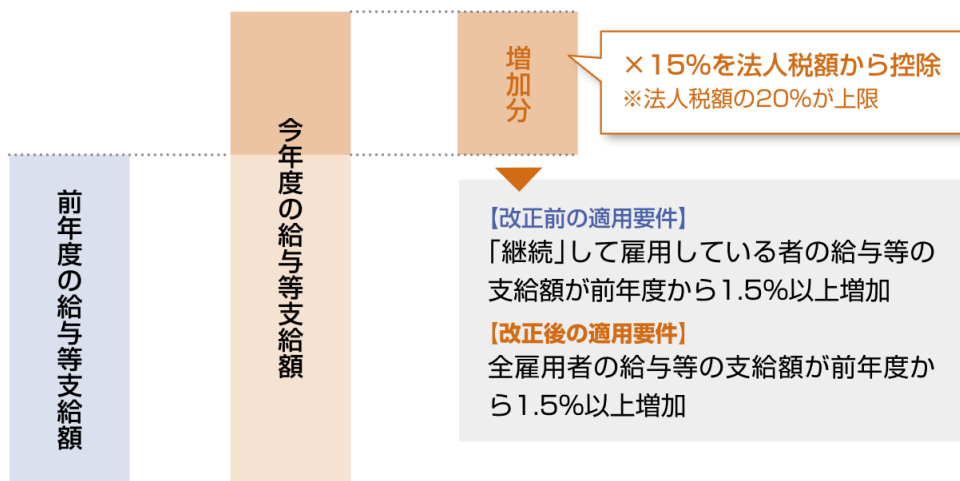 前年度の給与等支給額
今年度の給与等支給額
増加分
×15%を法人税額から控除
※法人税額の20%が上限
【改正前の適用要件】
「継続」して雇用している者の給与等の
支給額が前年度から1.5%以上増加
【改正後の適用要件】
全雇用者の給与等の支給額が前年度か
ら1.5%以上増加